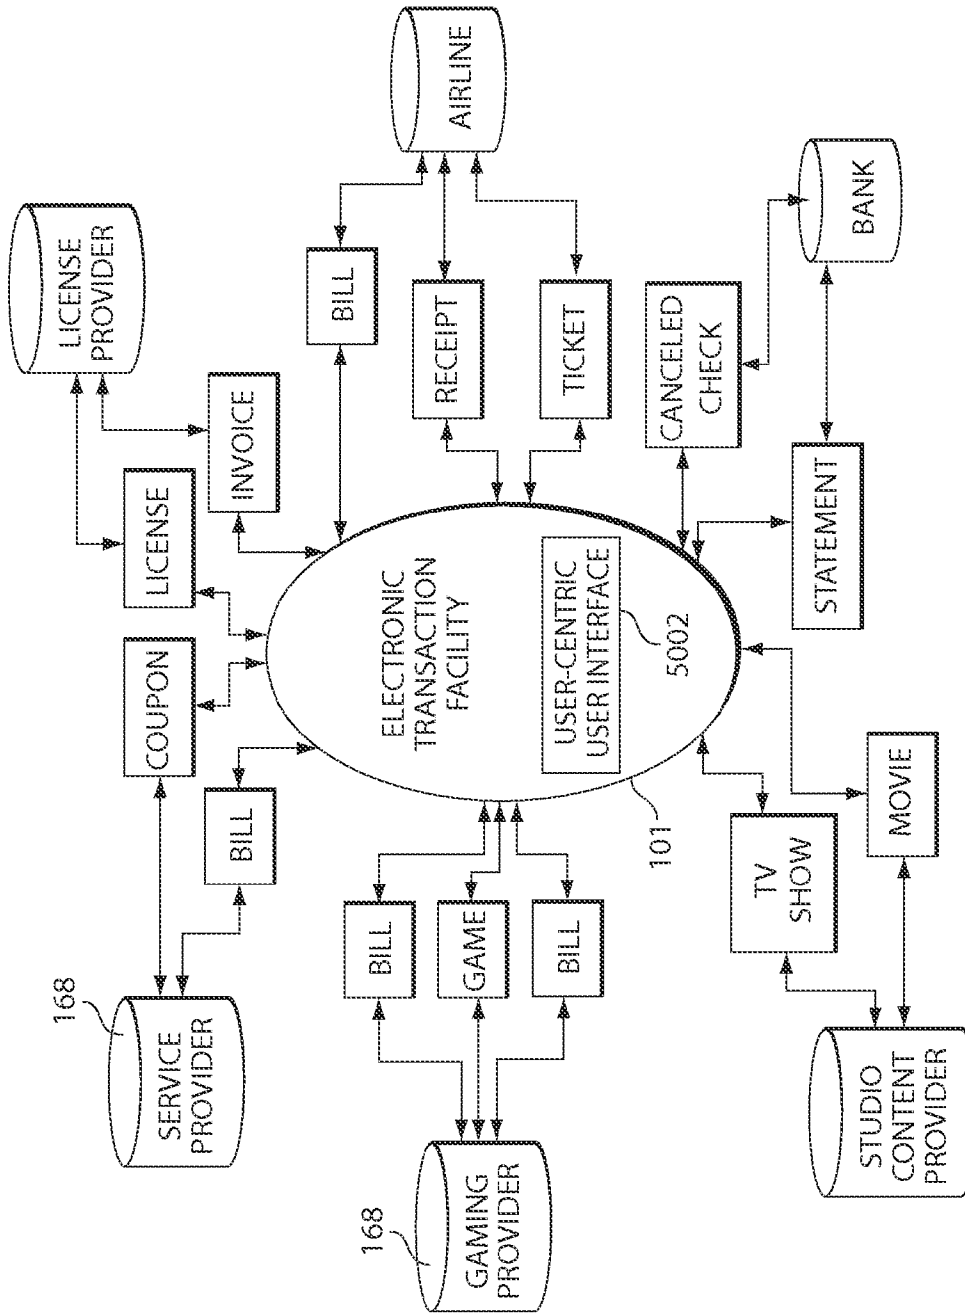 168
LICENSE
PROVIDER
SERVICE
PROVIDER
COUPON
LICENSE
BILL
INVOICE
BILL
168
BILL
ELECTRONIC
TRANSACTION
FACILITY
RECEIPT
AIRLINE
GAMING
PROVIDER
GAME
BILL
USER-CENTRIC
USER INTERFACE
TICKET
101
5002
CANCELED
CHECK
TV
SHOW
STATEMENT
BANK
STUDIO
CONTENT
PROVIDER
MOVIE